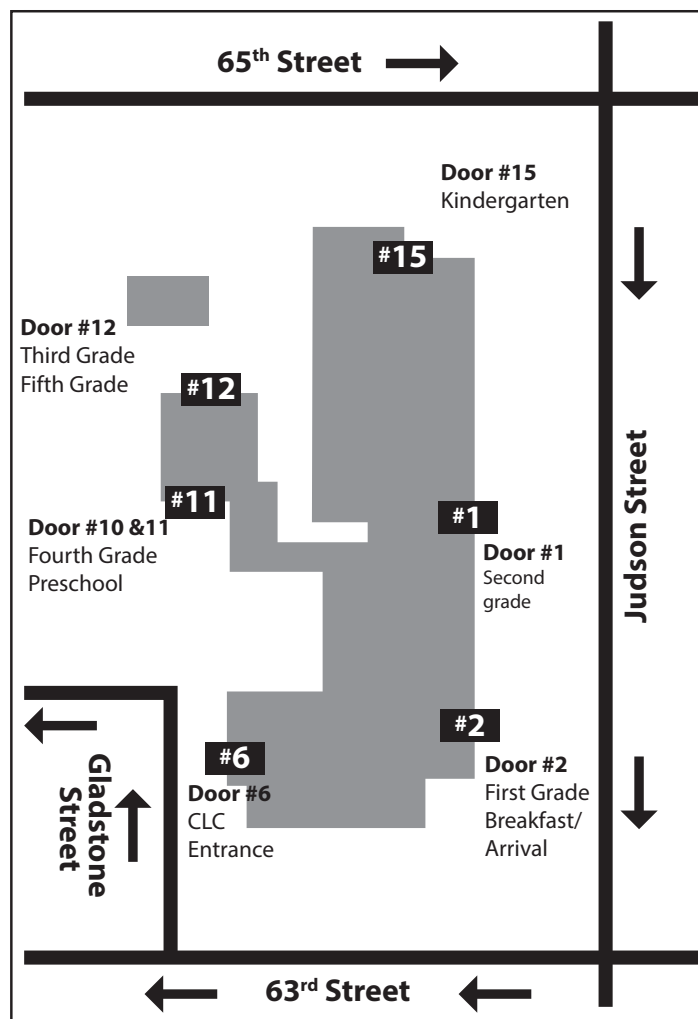 65th Street
Door #15
Kindergarten
#15
Door #12
Third Grade
Fifth Grade
#12
#11
Door #10 &11
Fourth Grade
Preschool
#1
Door #1
Second
grade
Judson Street
#2
Door #2
First Grade
Breakfast/
Arrival
#6
Door #6
CLC
Entrance
Gladstone
Street
63rd Street